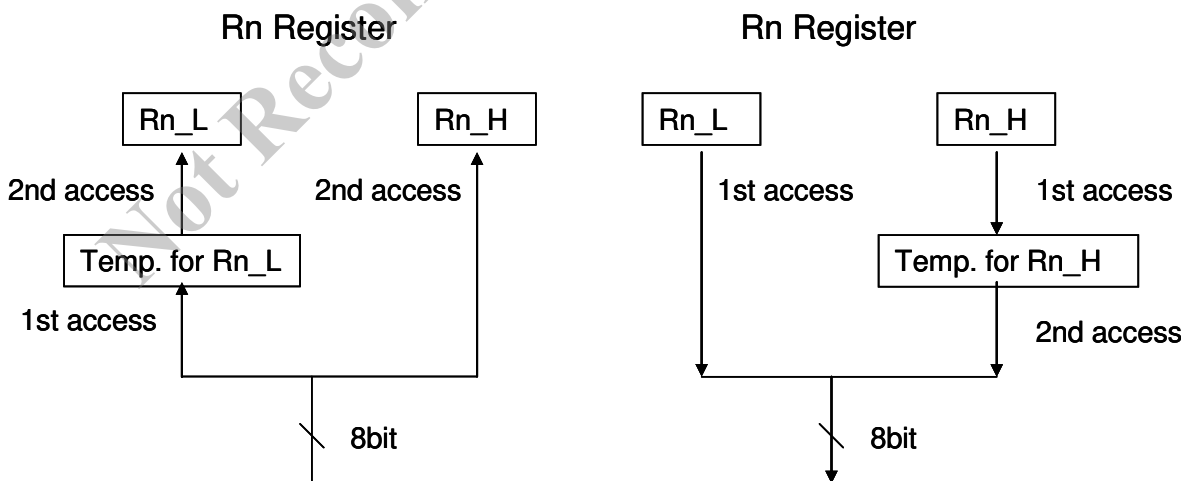 Rn Register
Rn_L
Rn_H
2nd access
2nd access
Temp. for Rn_L
1st access
8bit
Rn Register
Rn_L
Rn_H
1st access
1st access
Temp. for Rn_H
2nd access
8bit
Not